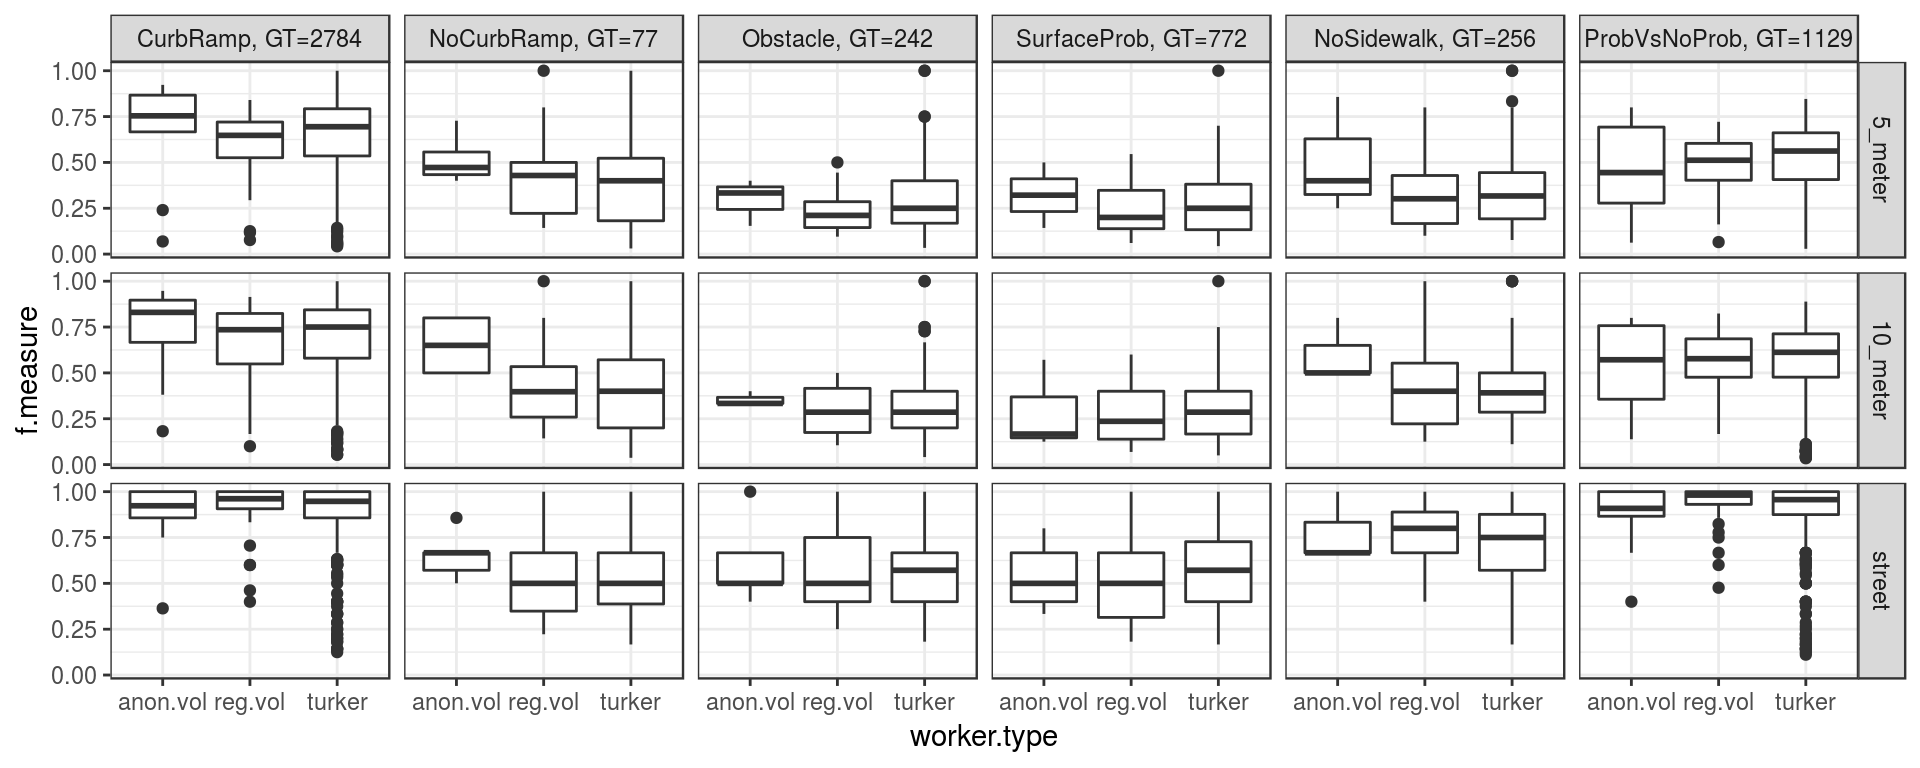 CurbRamp, GT=2784 NoCurbRamp, GT=77 Obstacle, GT=242 SurfaceProb, GT=772 NoSidewalk, GT=256 ProbVsNoProb, GT=1129
1.00
0.75
0.50
0.25
0.00
5_meter
1.00
0.75
0.50
0.25
0.00
10_meter
1.00
0.75
0.50
0.25
0.00
street
f.measure
anon.vol reg.vol turker anon.vol reg.vol turker anon.vol reg.vol turker anon.vol reg.vol turker anon.vol reg.vol turker anon.vol reg.vol turker
worker.type